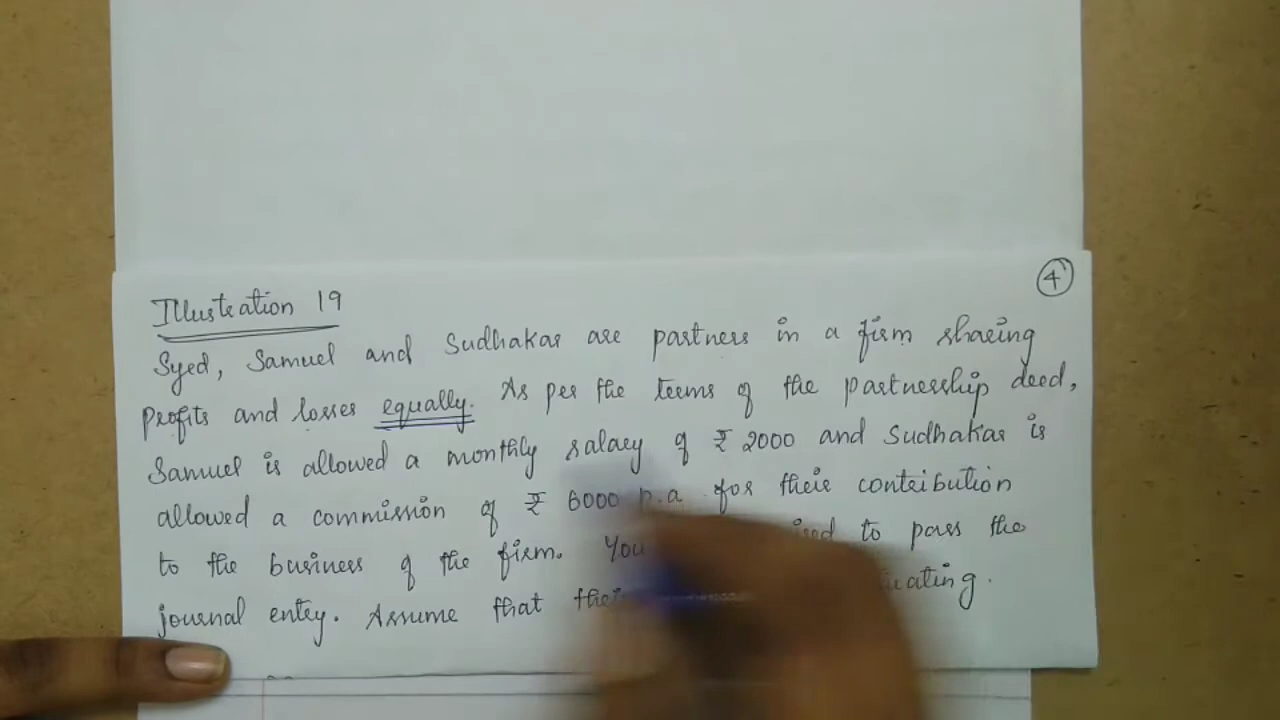 Illustration 19
4
Syed, Samuel and Sudhakar are partners in a firm sharing
profits and losses equally. As per the terms of the partnership deed,
Samuel is allowed a monthly salary of ₹ 2000 and Sudhakar is
allowed a commission of ₹ 6000 p.a for their contribution
to the business of the firm. You to pass the
journal entry. Assume that